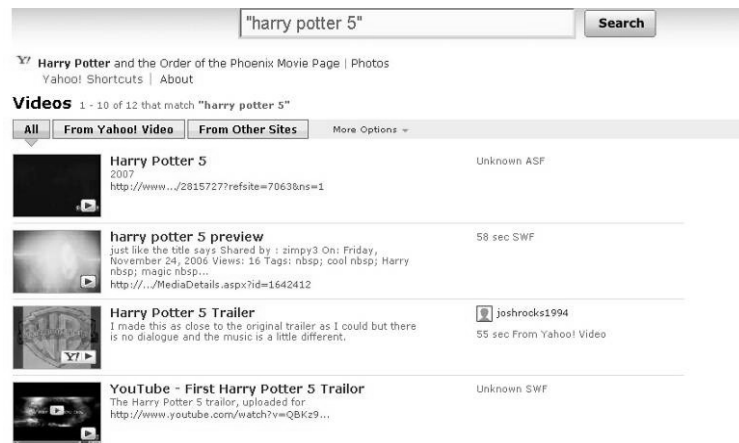 "harry potter 5" Search
Y! Harry Potter and the Order of the Phoenix Movie Page | Photos
Yahoo! Shortcuts | About
Videos 1 - 10 of 12 that match "harry potter 5"
All From Yahoo! Video From Other Sites More Options
Harry Potter 5 Unknown ASF
2007
http://www.../2815727?refsite=7063&ns=1
harry potter 5 preview 58 sec SWF
just like the title says Shared by : zimpy3 On: Friday,
November 24, 2006 Views: 16 Tags: nbsp; cool nbsp; Harry
nbsp; magic nbsp...
http://.../MediaDetails.aspx?id=1642412
Harry Potter 5 Trailer joshrocks1994
I made this as close to the original trailer as I could but there
is no dialogue and the music is a little different. 55 sec From Yahoo! Video
Y!
YouTube - First Harry Potter 5 Trailor Unknown SWF
The Harry Potter 5 trailor, uploaded for
http://www.youtube.com/watch?v=QBKz9...